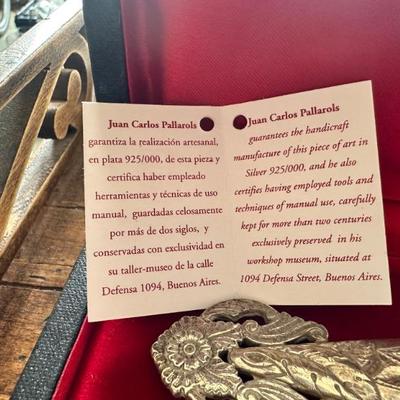 Juan Carlos Pallarols
garantiza la realización artesanal,
en plata 925/000, de esta pieza y
certifica haber empleado
herramientas y técnicas de uso
manual, guardadas celosamente
por más de dos siglos, y
conservadas con exclusividad en
su taller-museo de la calle
Defensa 1094, Buenos Aires.
Juan Carlos Pallarols
guarantees the handicraft
manufacture of this piece of art in
Silver 925/000, and he also
certifies having employed tools and
techniques of manual use, carefully
kept for more than two centuries
exclusively preserved in his
workshop museum, situated at
1094 Defensa Street, Buenos Aires.